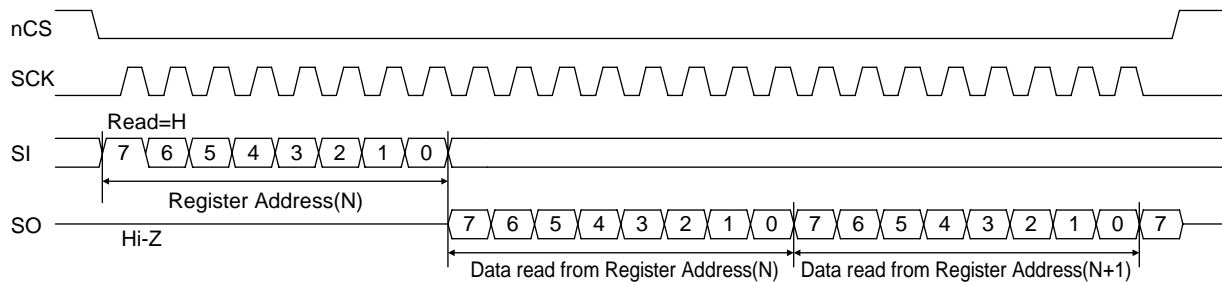 nCS
SCK
Read=H
SI 7 6 5 4 3 2 1 0
Register Address(N)
SO 7 6 5 4 3 2 1 0 7 6 5 4 3 2 1 0 7
Hi-Z
Data read from Register Address(N) Data read from Register Address(N+1)